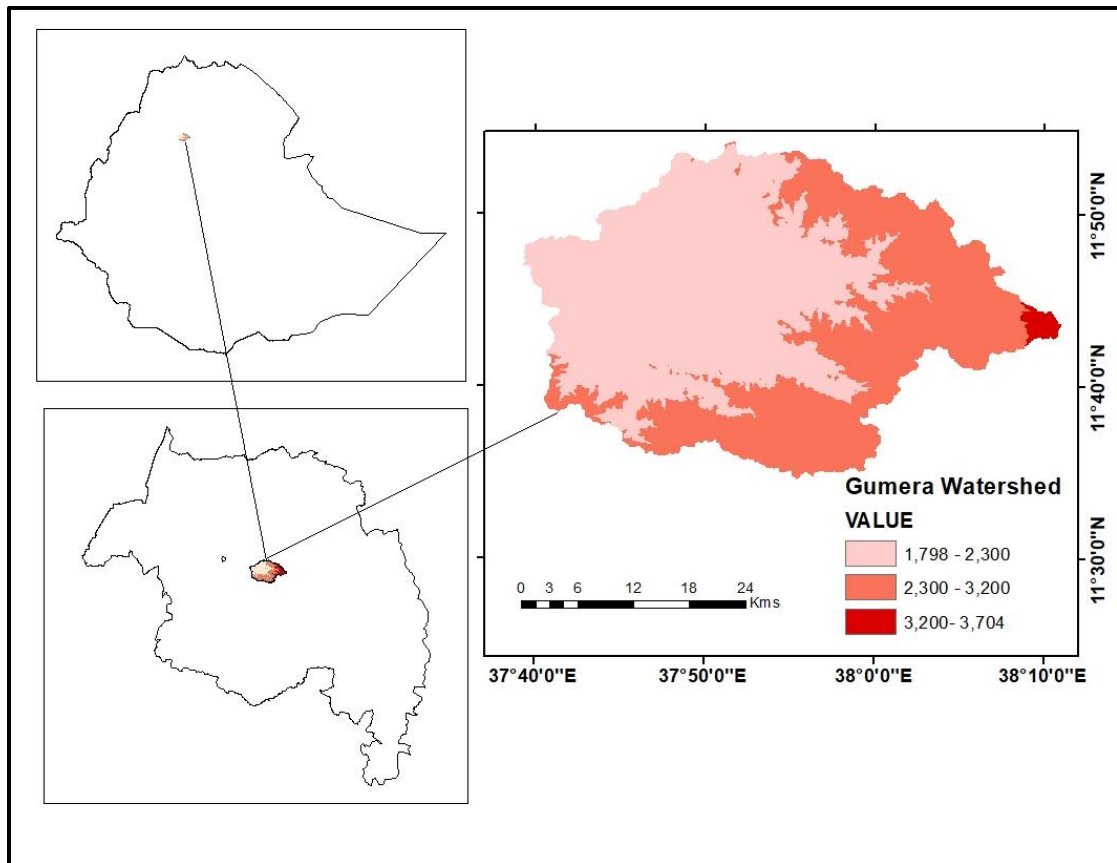 11°50'0"N
11°40'0"N
11°30'0"N
Gumera Watershed
VALUE
1,798 - 2,300
2,300 - 3,200
3,200- 3,704
0 3 6 12 18 24
Kms
37°40'0"E 37°50'0"E 38°0'0"E 38°10'0"E